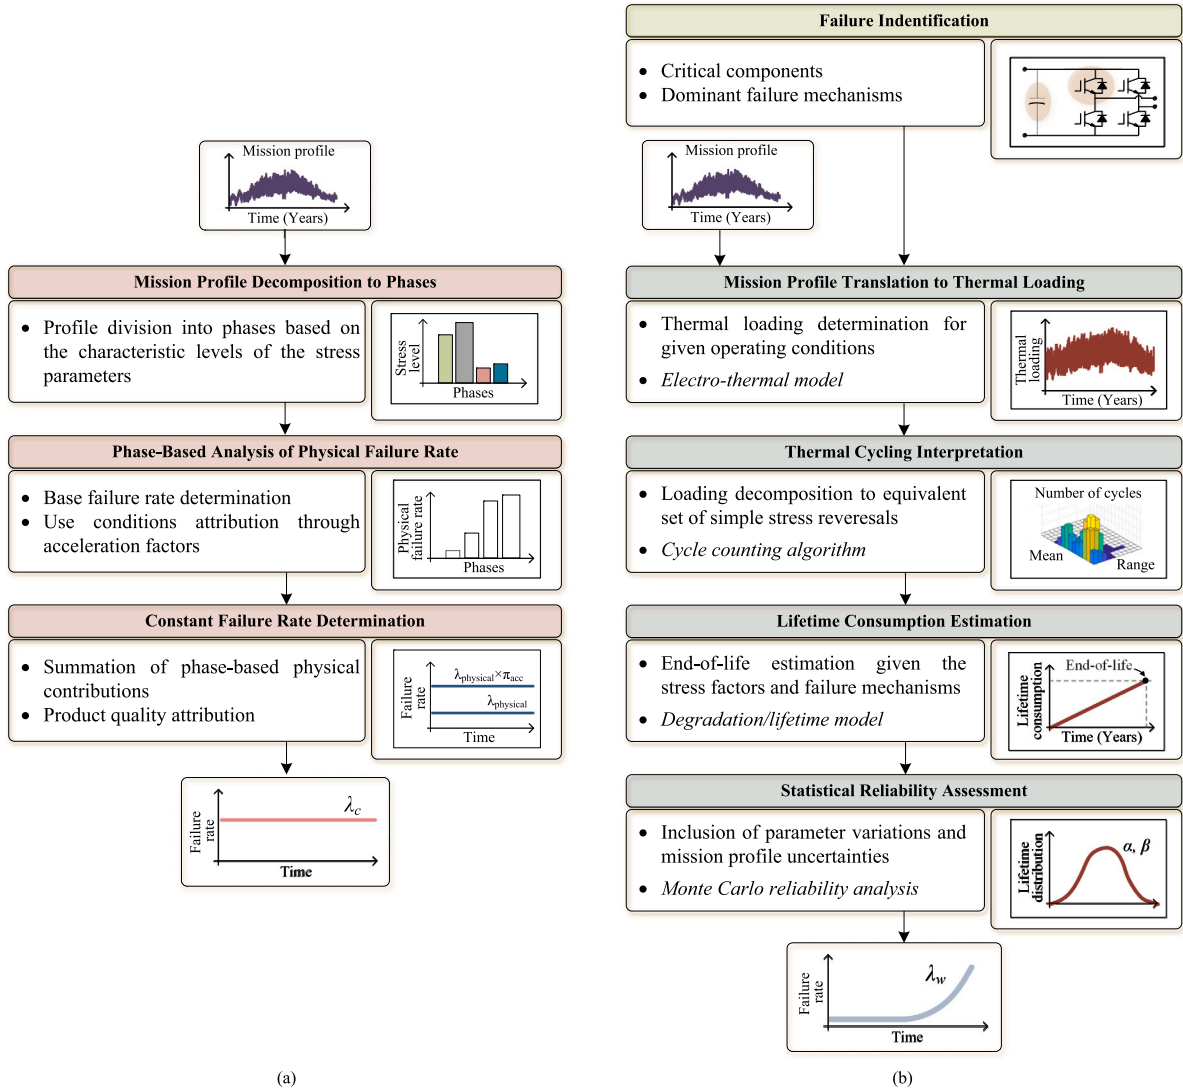 Mission profile
Time (Years)
Mission Profile Decomposition to Phases
• Profile division into phases based on
the characteristic levels of the stress
parameters
Stress
level
Phases
Phase-Based Analysis of Physical Failure Rate
• Base failure rate determination
• Use conditions attribution through
acceleration factors
Physical
failure rate
Phases
Constant Failure Rate Determination
• Summation of phase-based physical
contributions
• Product quality attribution
Failure
rate
λphysical×πacc
λphysical
Time
Failure
rate
λc
Time
(a)
Failure Indentification
• Critical components
• Dominant failure mechanisms
Mission profile
Time (Years)
Mission Profile Translation to Thermal Loading
• Thermal loading determination for
given operating conditions
• Electro-thermal model
Thermal
loading
Time (Years)
Thermal Cycling Interpretation
• Loading decomposition to equivalent
set of simple stress reveresals
• Cycle counting algorithm
Number of cycles
Mean
Range
Lifetime Consumption Estimation
• End-of-life estimation given the
stress factors and failure mechanisms
• Degradation/lifetime model
Lifetime
consumption
End-of-life
Time (Years)
Statistical Reliability Assessment
• Inclusion of parameter variations and
mission profile uncertainties
• Monte Carlo reliability analysis
Lifetime
distribution
α, β
Failure
rate
λw
Time
(b)